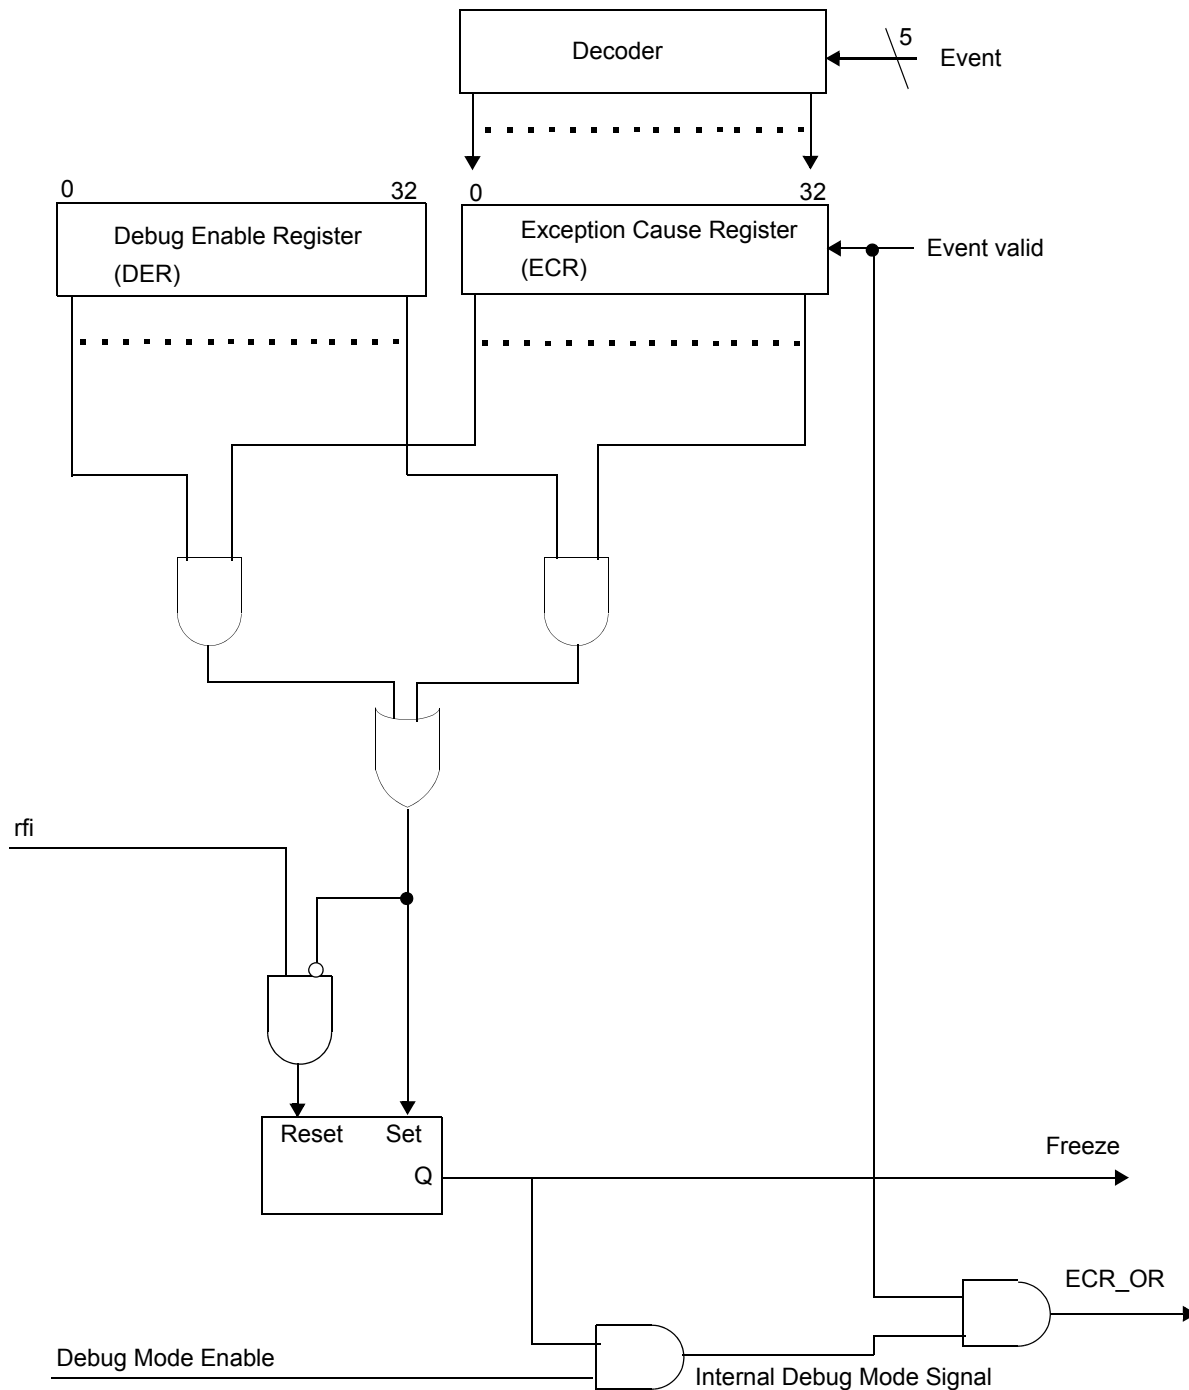 Decoder
5
Event
0
32
0
32
Debug Enable Register
(DER)
Exception Cause Register
(ECR)
Event valid
rfi
Reset
Set
Q
Freeze
ECR_OR
Debug Mode Enable
Internal Debug Mode Signal